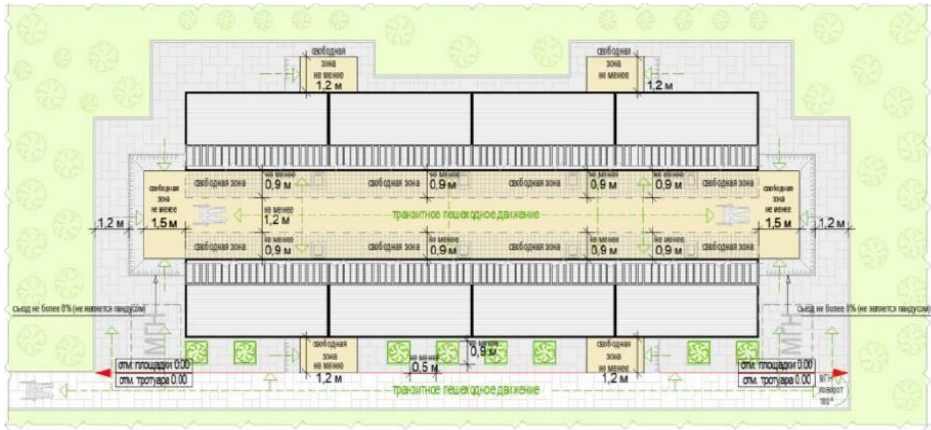 свободная
зона
не менее
1,2 м
свободная
зона
не менее
1,2 м
не менее
0,9 м
не менее
0,9 м
не менее
0,9 м
не менее
0,9 м
свободная зона
свободная зона
свободная зона
свободная зона
свободная
зона
не менее
1,5 м
1,2 м
не менее
1,2 м
транзитное пешеходное движение
свободная
зона
не менее
1,5 м
1,2 м
свободная зона
свободная зона
свободная зона
свободная зона
не менее
0,9 м
не менее
0,9 м
не менее
0,9 м
не менее
0,9 м
съезд не более 8% (не является пандусом)
съезд не более 8% (не является пандусом)
МГН
МГН
свободная
зона
не менее
1,2 м
не менее
0,5 м
не менее
0,9 м
свободная
зона
не менее
1,2 м
отм. площадки 0.00
отм. тротуара 0.00
отм. площадки 0.00
отм. тротуара 0.00
транзитное пешеходное движение
МГН
поворот
180°